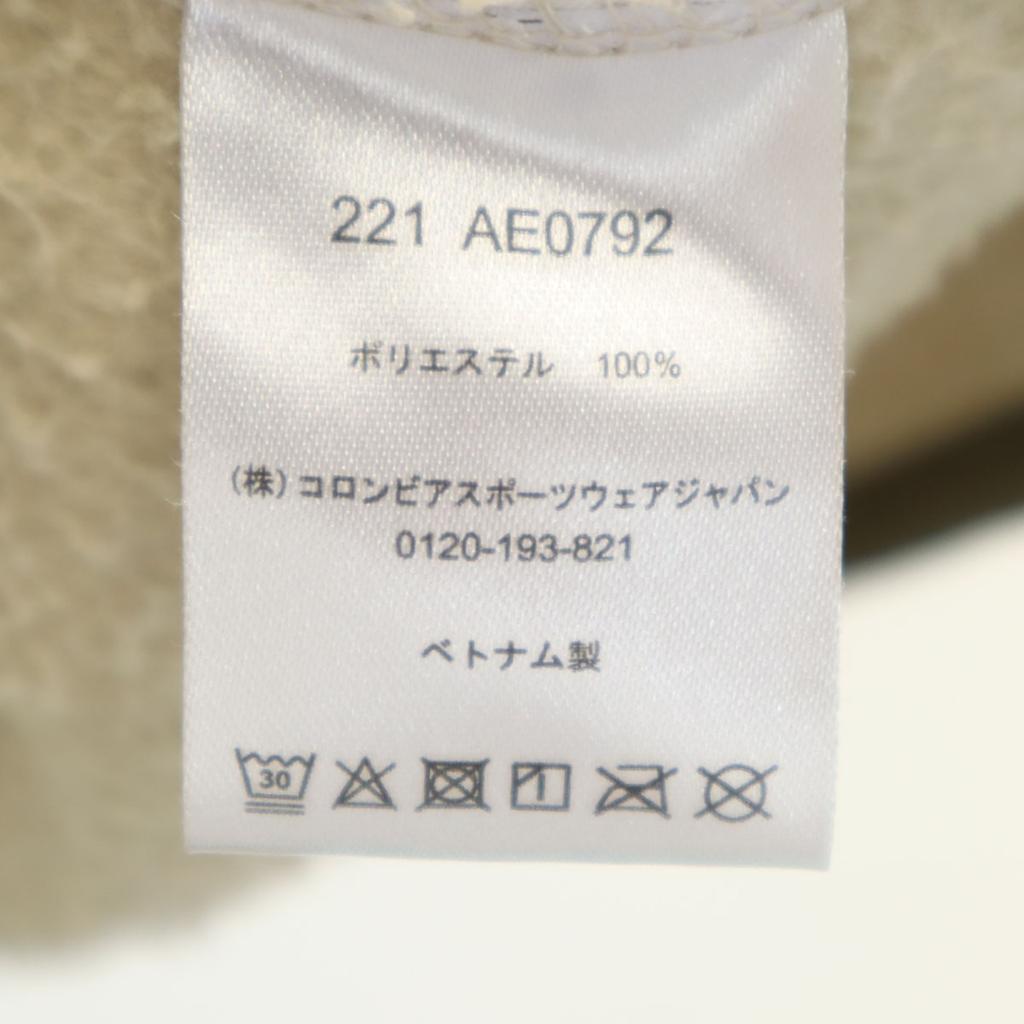 221 AE0792
ポリエステル 100%
(株)コロンビアスポーツウェアジャパン
0120-193-821
ベトナム製
30